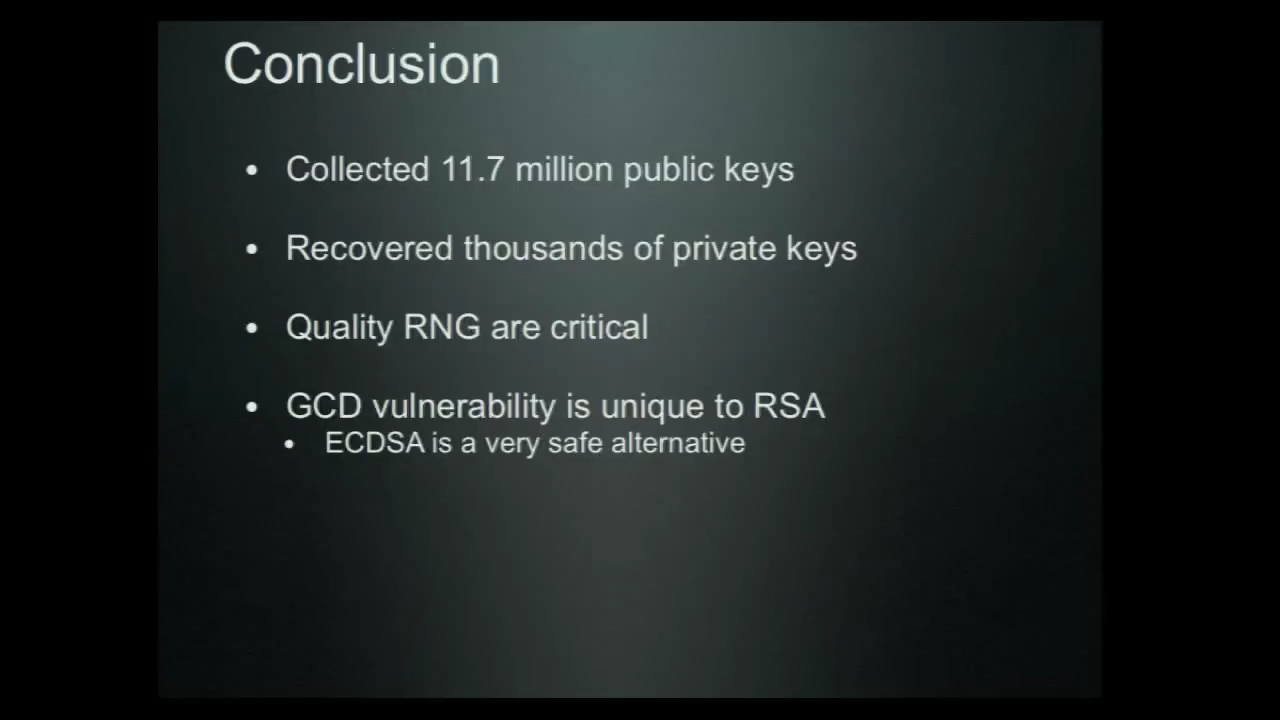 Conclusion
• Collected 11.7 million public keys
• Recovered thousands of private keys
• Quality RNG are critical
• GCD vulnerability is unique to RSA
• ECDSA is a very safe alternative